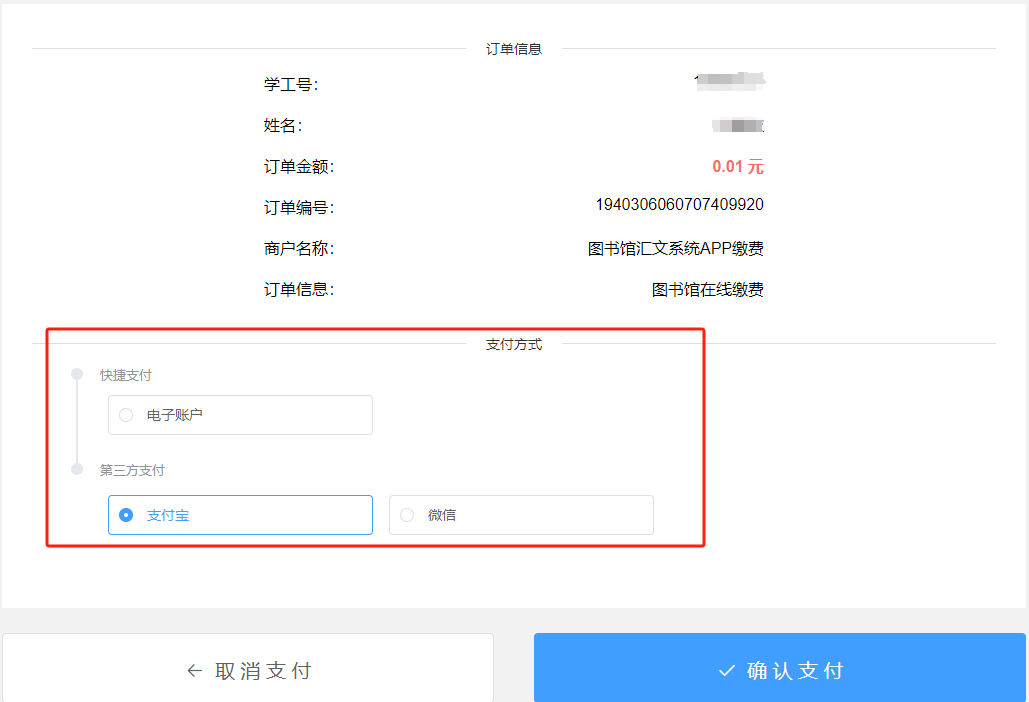 订单信息
学工号：
姓名：
订单金额： 0.01 元
订单编号： 1940306060707409920
商户名称： 图书馆汇文系统APP缴费
订单信息： 图书馆在线缴费
支付方式
快捷支付
电子账户
第三方支付
支付宝 微信
取消支付 确认支付